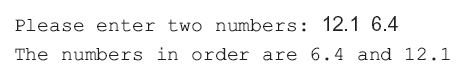 Please enter two numbers: 12.1 6.4
The numbers in order are 6.4 and 12.1